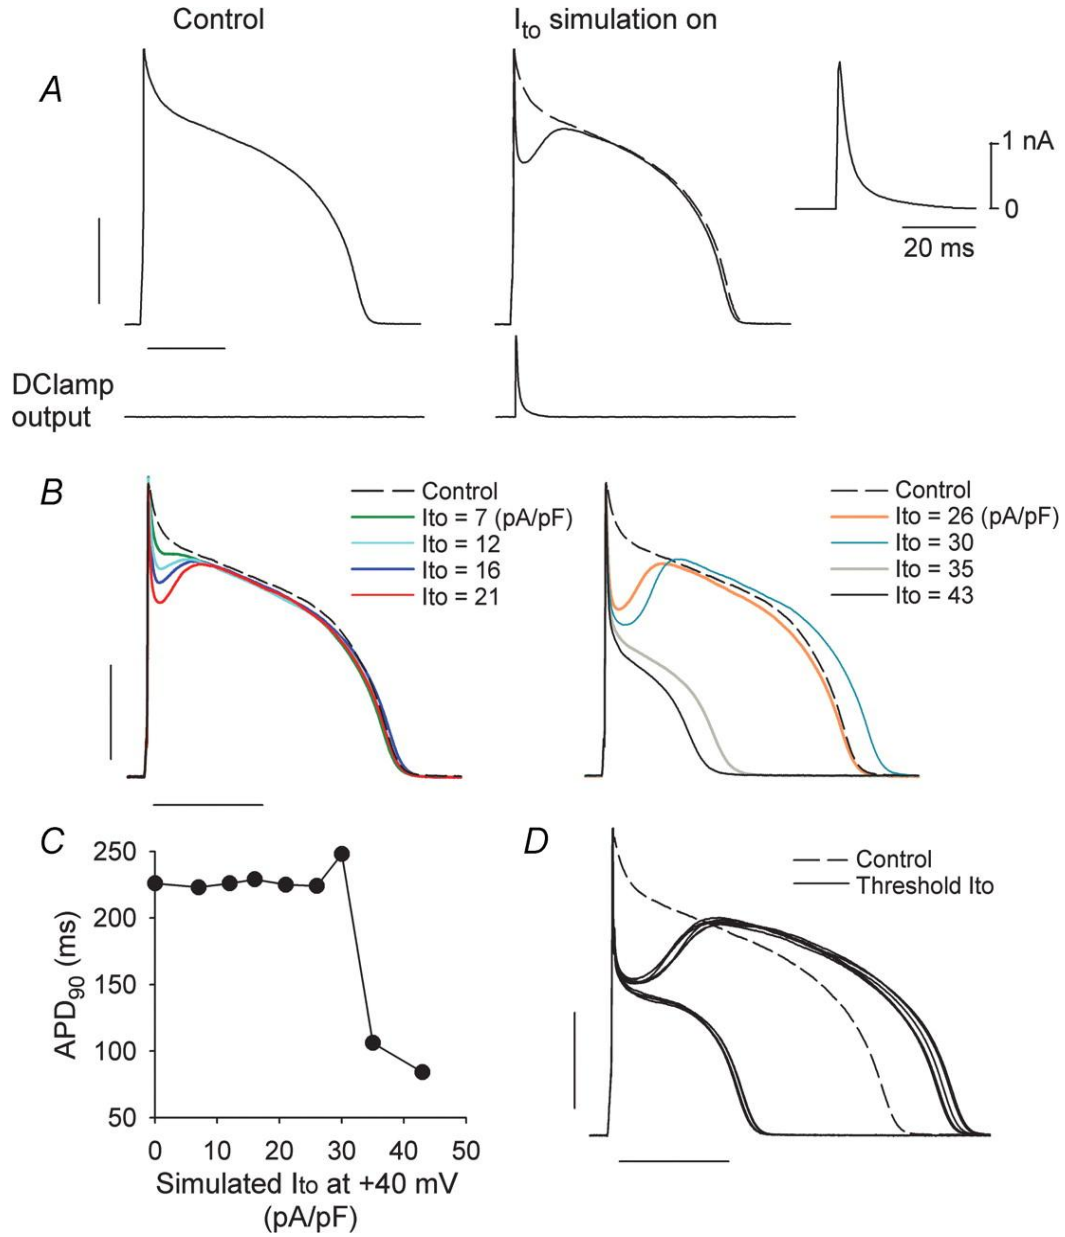 Control
Ito simulation on
A
1 nA
0
20 ms
DClamp
output
B
Control
Ito = 7 (pA/pF)
Ito = 12
Ito = 16
Ito = 21
Control
Ito = 26 (pA/pF)
Ito = 30
Ito = 35
Ito = 43
C
250
200
150
100
50
APD90 (ms)
0 10 20 30 40 50
Simulated Ito at +40 mV
(pA/pF)
D
Control
Threshold Ito